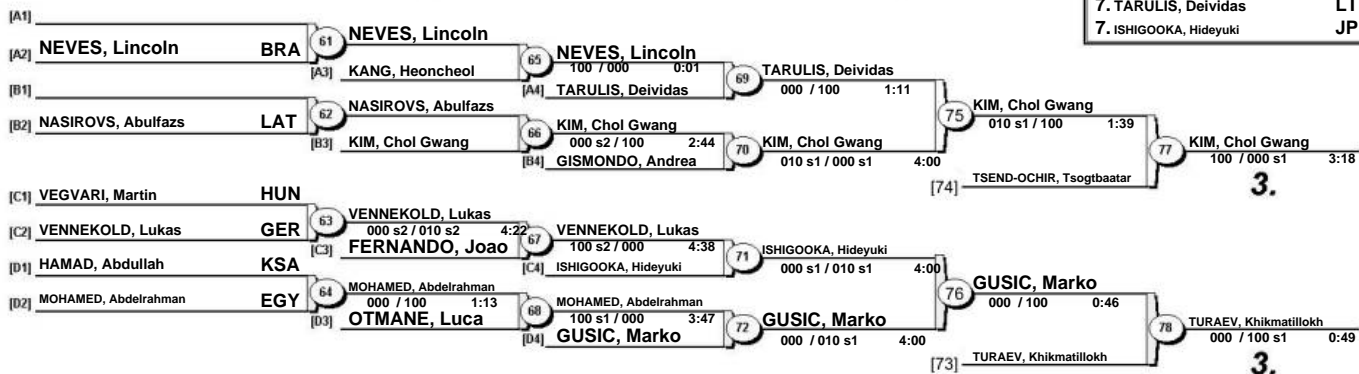 7. TARULIS, Deividas LT
7. ISHIGOOKA, Hideyuki JP
[A1]
[A2] NEVES, Lincoln BRA
61
NEVES, Lincoln
[A3] KANG, Heoncheol
65
NEVES, Lincoln
100 / 000 0:01
[A4] TARULIS, Deividas
69
TARULIS, Deividas
000 / 100 1:11
[B1]
[B2] NASIROVS, Abulfazs LAT
62
NASIROVS, Abulfazs
[B3] KIM, Chol Gwang
66
KIM, Chol Gwang
000 s2 / 100 2:44
[B4] GISMONDO, Andrea
70
KIM, Chol Gwang
010 s1 / 000 s1 4:00
75
KIM, Chol Gwang
010 s1 / 100 1:39
[74] TSEND-OCHIR, Tsogtbaatar
77
KIM, Chol Gwang
100 / 000 s1 3:18
3.
[C1] VEGVARI, Martin HUN
[C2] VENNEKOLD, Lukas GER
63
VENNEKOLD, Lukas
000 s2 / 010 s2 4:22
[C3] FERNANDO, Joao
67
VENNEKOLD, Lukas
100 s2 / 000 4:38
[C4] ISHIGOOKA, Hideyuki
71
ISHIGOOKA, Hideyuki
000 s1 / 010 s1 4:00
[D1] HAMAD, Abdullah KSA
[D2] MOHAMED, Abdelrahman EGY
64
MOHAMED, Abdelrahman
000 / 100 1:13
[D3] OTMANE, Luca
68
MOHAMED, Abdelrahman
100 s1 / 000 3:47
[D4] GUSIC, Marko
72
GUSIC, Marko
000 / 010 s1 4:00
76
GUSIC, Marko
000 / 100 0:46
[73] TURAEV, Khikmatillokh
78
TURAEV, Khikmatillokh
000 / 100 s1 0:49
3.